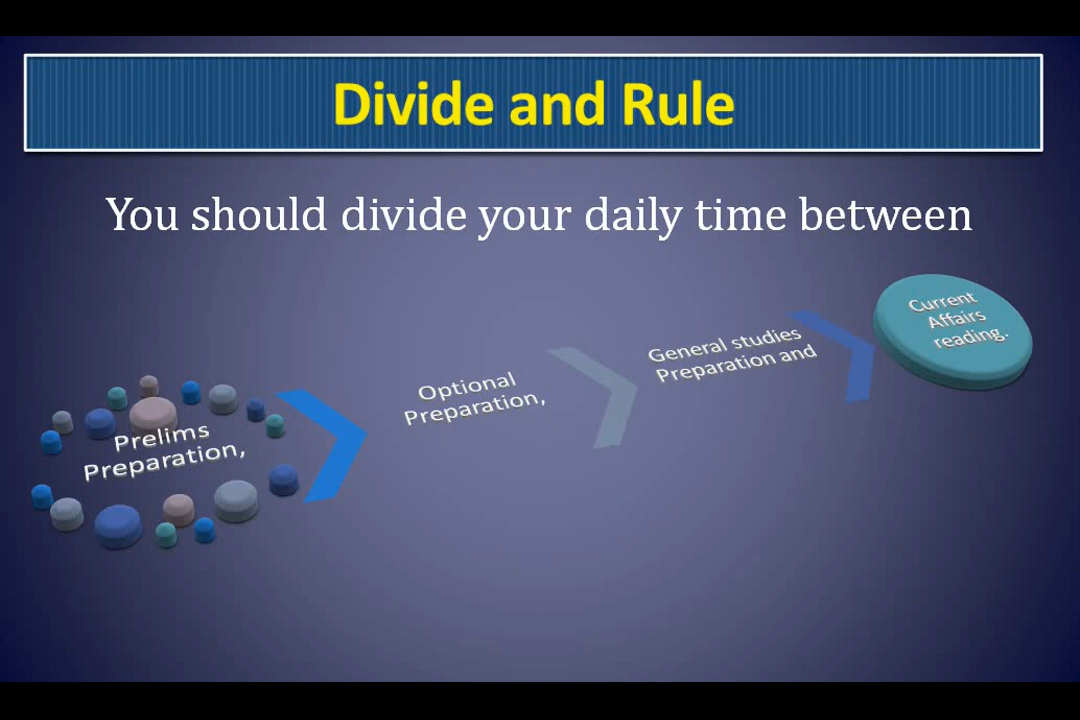 Divide and Rule
You should divide your daily time between
Prelims
Preparation,
Optional
Preparation,
General studies
Preparation and
Current
Affairs
reading.